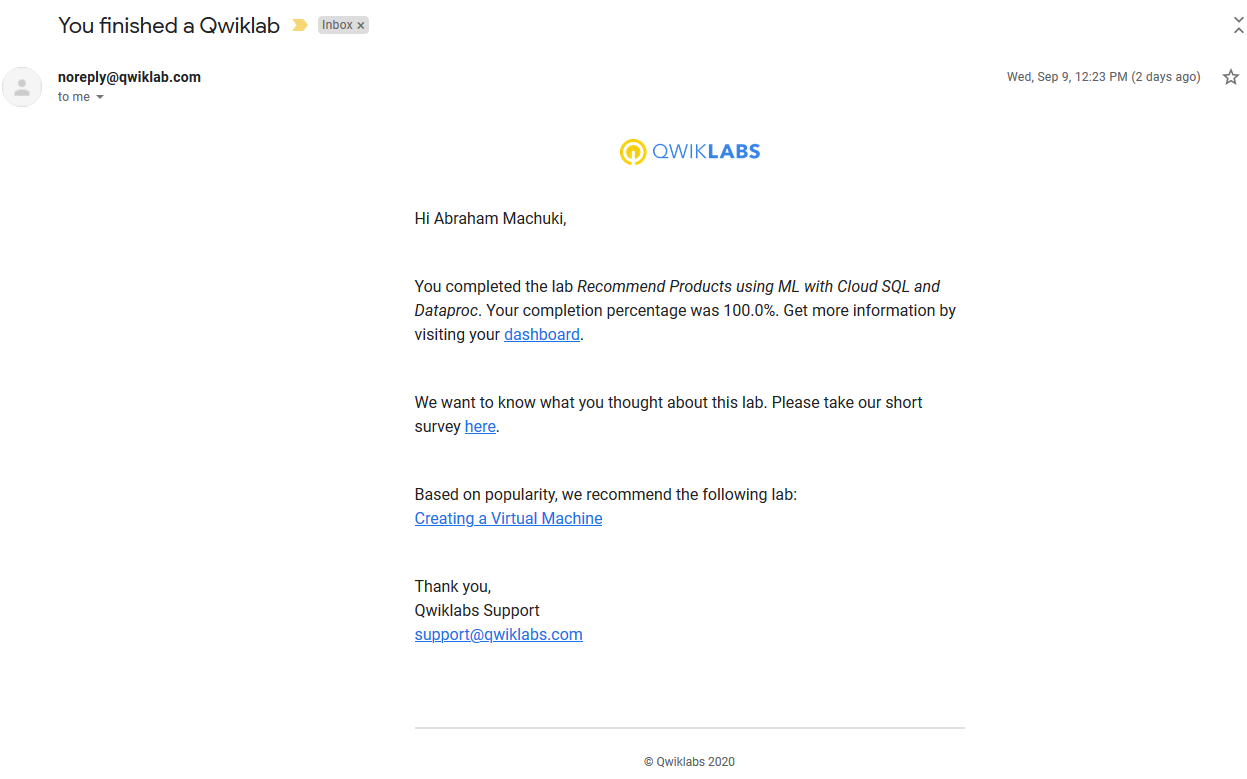 You finished a Qwiklab
Inbox ×
noreply@qwiklab.com
Wed, Sep 9, 12:23 PM (2 days ago)
to me
QWIKLABS
Hi Abraham Machuki,
You completed the lab Recommend Products using ML with Cloud SQL and
Dataproc. Your completion percentage was 100.0%. Get more information by
visiting your dashboard.
We want to know what you thought about this lab. Please take our short
survey here.
Based on popularity, we recommend the following lab:
Creating a Virtual Machine
Thank you,
Qwiklabs Support
support@qwiklabs.com
© Qwiklabs 2020